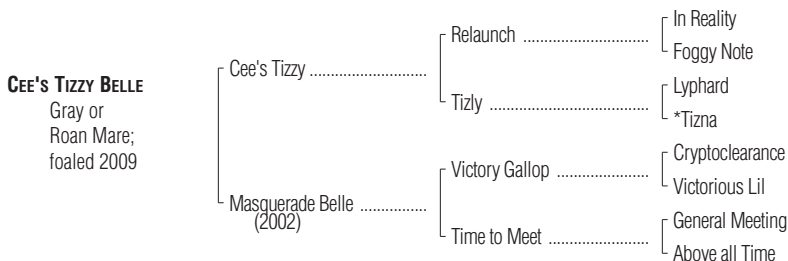 CEE'S TIZZY BELLE
Gray or
Roan Mare;
foaled 2009
Cee's Tizzy
Masquerade Belle
(2002)
Relaunch
Tizly
Victory Gallop
Time to Meet
In Reality
Foggy Note
Lyphard
*Tizna
Cryptoclearance
Victorious Lil
General Meeting
Above all Time